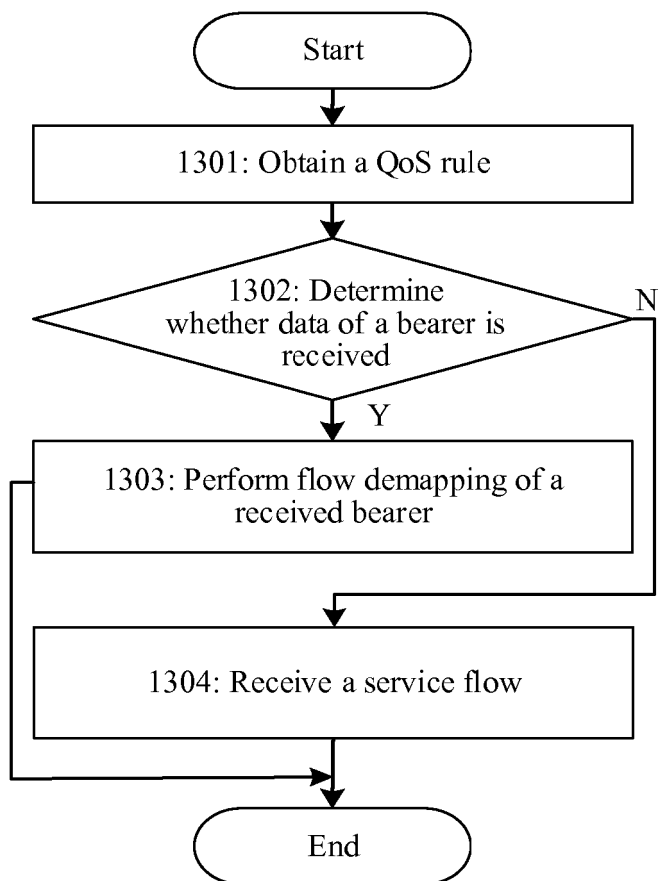 Start
1301: Obtain a QoS rule
1302: Determine
whether data of a bearer is
received
N
Y
1303: Perform flow demapping of a
received bearer
1304: Receive a service flow
End